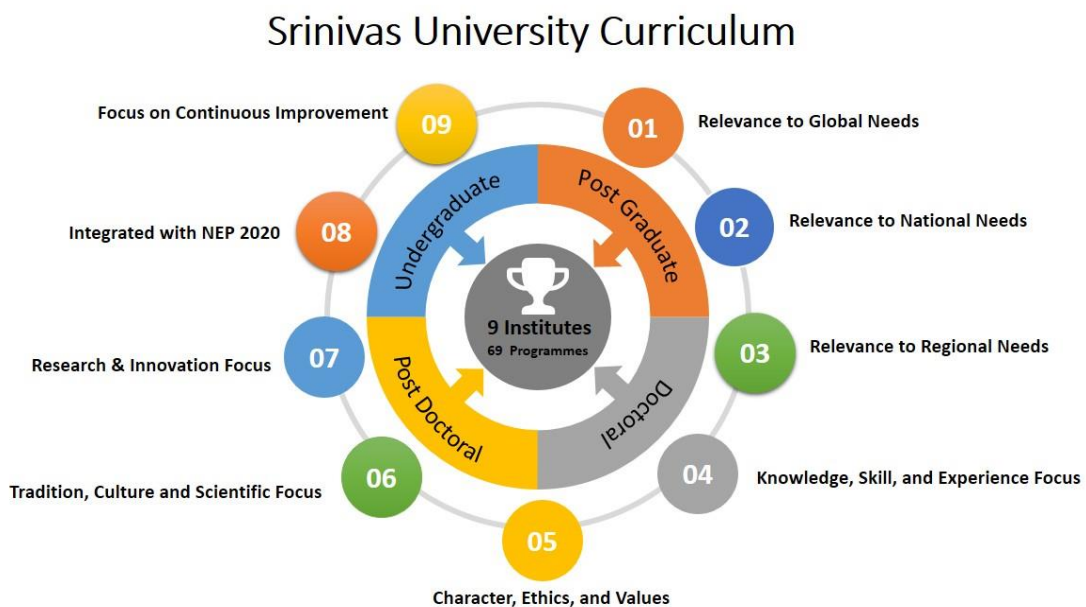 Srinivas University Curriculum
01
Relevance to Global Needs
02
Relevance to National Needs
03
Relevance to Regional Needs
04
Knowledge, Skill, and Experience Focus
05
Character, Ethics, and Values
06
Tradition, Culture and Scientific Focus
07
Research & Innovation Focus
08
Integrated with NEP 2020
09
Focus on Continuous Improvement
Undergraduate
Post Graduate
Doctoral
Post Doctoral
9 Institutes
69 Programmes